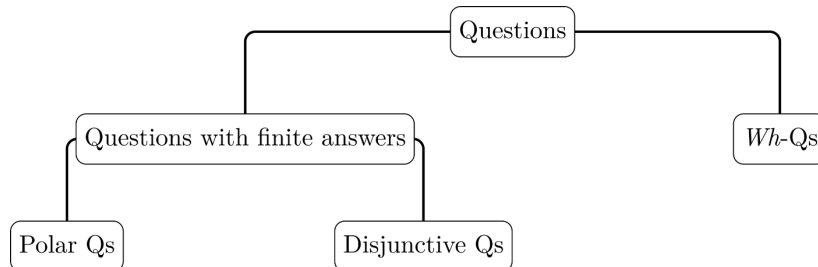 Questions
Questions with finite answers
Wh-Qs
Polar Qs
Disjunctive Qs